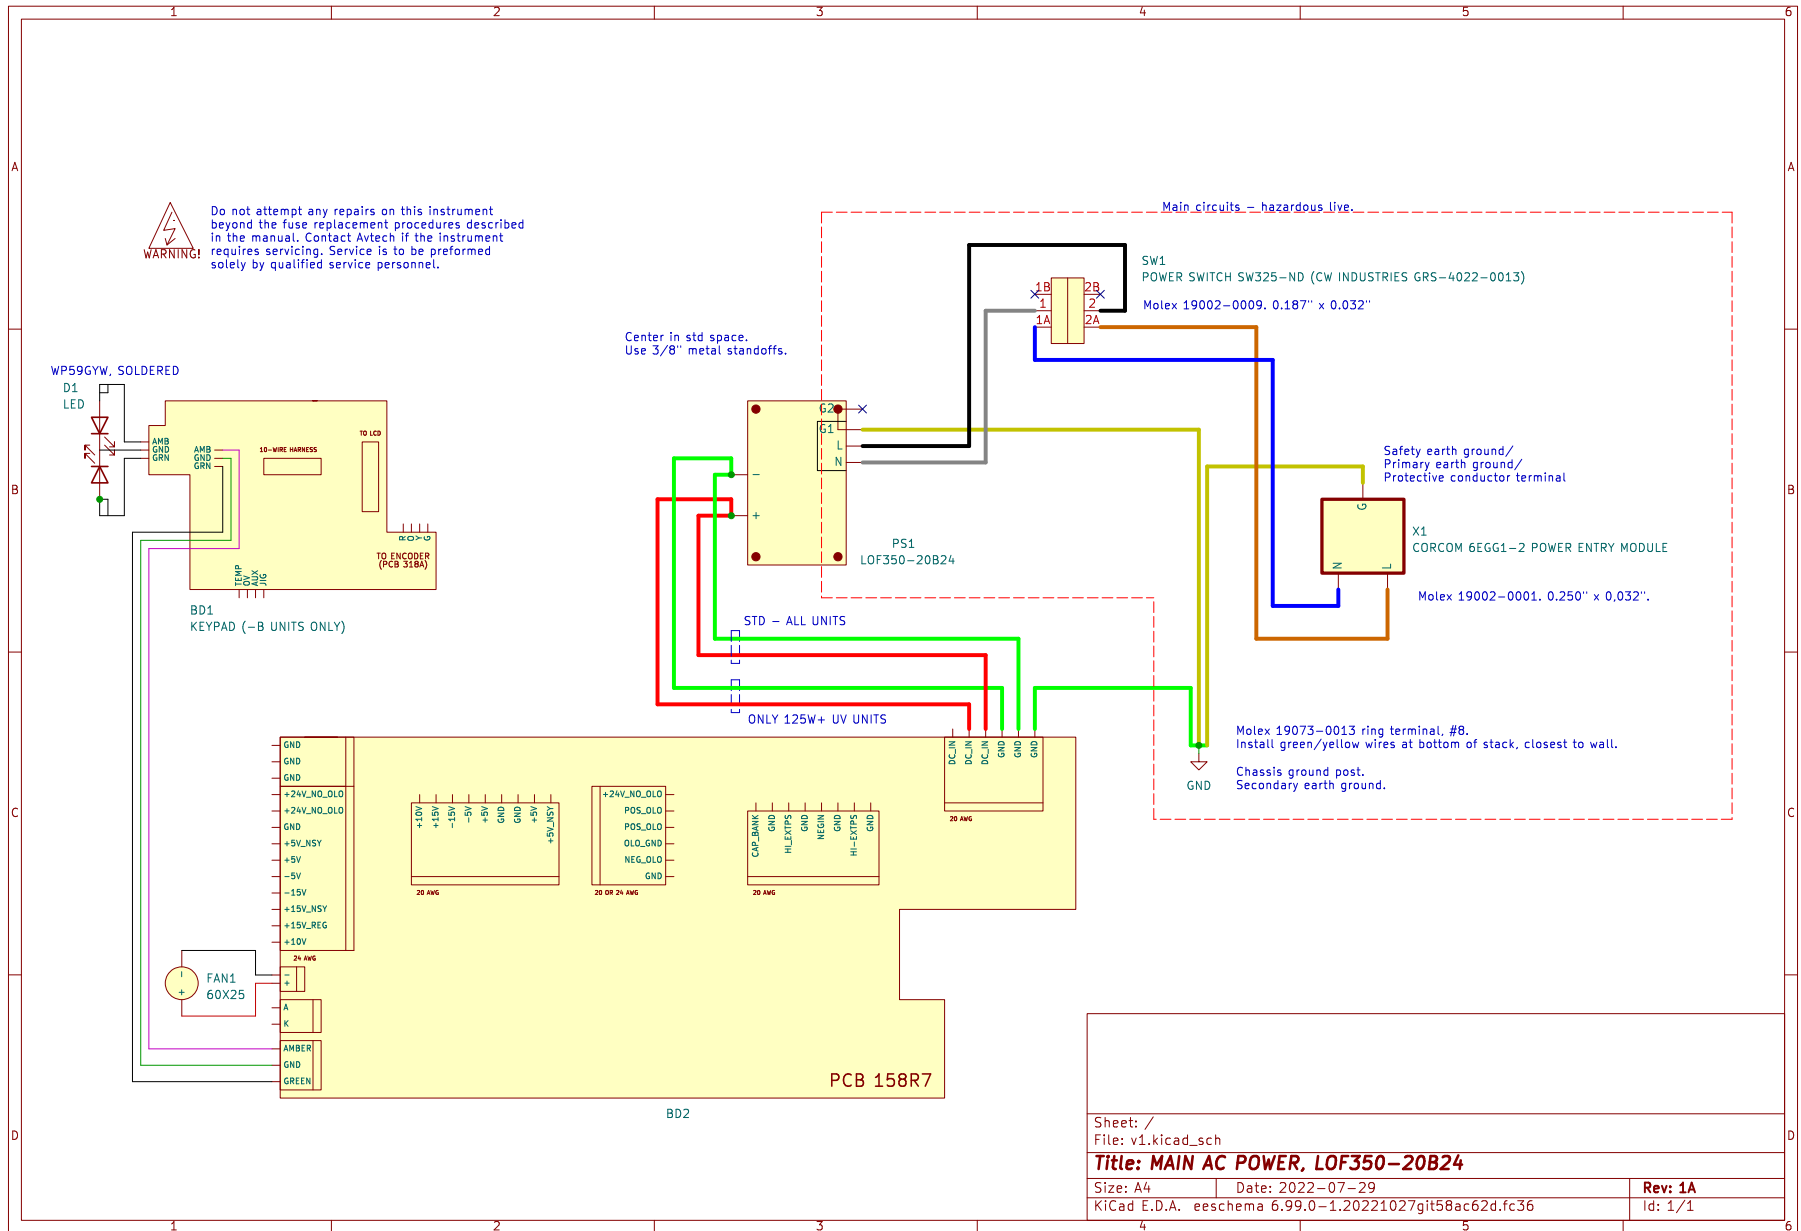 1 2 3 4 5 6
A A
Do not attempt any repairs on this instrument
beyond the fuse replacement procedures described
in the manual. Contact Avtech if the instrument
requires servicing. Service is to be preformed
solely by qualified service personnel.
WARNING!
Main circuits – hazardous live.
SW1
POWER SWITCH SW325-ND (CW INDUSTRIES GRS-4022-0013)
Molex 19002-0009. 0.187" x 0.032"
1B 2B
1 2
1A 2A
Center in std space.
Use 3/8" metal standoffs.
WP59GYW, SOLDERED
D1
LED
AMB
GND
GRN
AMB
GND
GRN
10-WIRE HARNESS
TO LCD
R
O
Y
G
TO ENCODER
(PCB 318A)
TEMP
0V
AUX
JIG
BD1
KEYPAD (-B UNITS ONLY)
G2
G1
L
N
–
+
PS1
LOF350-20B24
B B
Safety earth ground/
Primary earth ground/
Protective conductor terminal
G
N
L
X1
CORCOM 6EGG1-2 POWER ENTRY MODULE
Molex 19002-0001. 0.250" x 0,032".
STD – ALL UNITS
ONLY 125W+ UV UNITS
Molex 19073-0013 ring terminal, #8.
Install green/yellow wires at bottom of stack, closest to wall.
Chassis ground post.
Secondary earth ground.
GND
C C
GND
GND
GND
+24V_NO_OLO
+24V_NO_OLO
GND
+5V_NSY
+5V
-5V
-15V
+15V_NSY
+15V_REG
+10V
24 AWG
–
+
A
K
AMBER
GND
GREEN
+10V
+15V
-15V
-5V
+5V
GND
GND
+5V
+5V_NSY
20 AWG
+24V_NO_OLO
POS_OLO
POS_OLO
OLO_GND
NEG_OLO
GND
20 OR 24 AWG
CAP_BANK
GND
HI_EXTPS
GND
NEGIN
GND
HI-EXTPS
GND
20 AWG
DC_IN
DC_IN
DC_IN
GND
GND
GND
20 AWG
–
+
FAN1
60X25
PCB 158R7
BD2
D D
Sheet: /
File: v1.kicad_sch
Title: MAIN AC POWER, LOF350-20B24
Size: A4 Date: 2022-07-29 Rev: 1A
KiCad E.D.A. eeschema 6.99.0-1.20221027git58ac62d.fc36 Id: 1/1
1 2 3 4 5 6